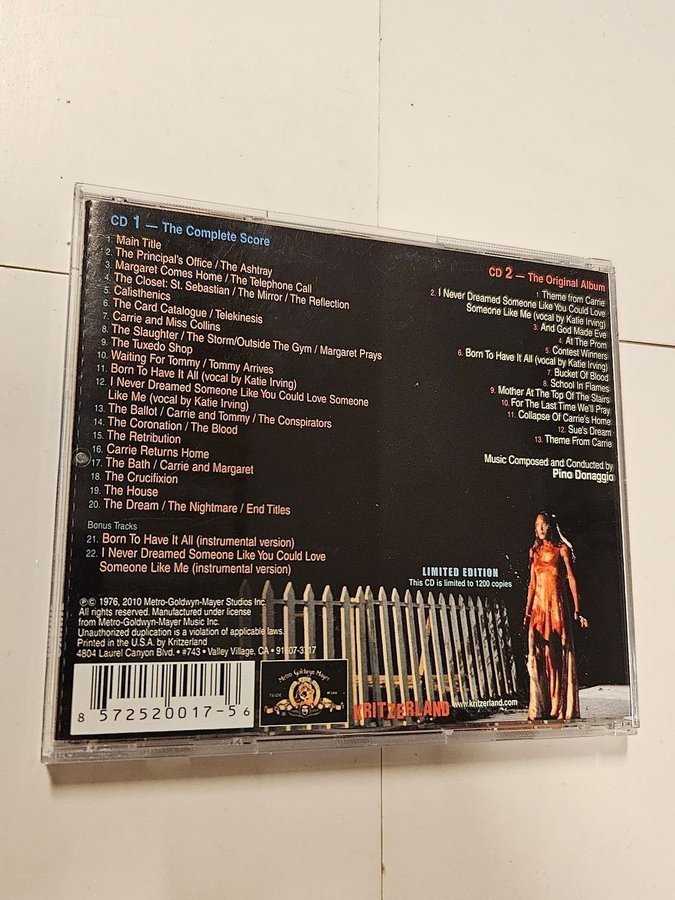 CD 1 — The Complete Score
1. Main Title
2. The Principal's Office / The Ashtray
3. Margaret Comes Home / The Telephone Call
4. The Closet: St. Sebastian / The Mirror / The Reflection
5. Calisthenics
6. The Card Catalogue / Telekinesis
7. Carrie and Miss Collins
8. The Slaughter / The Storm/Outside The Gym / Margaret Prays
9. The Tuxedo Shop
10. Waiting For Tommy / Tommy Arrives
11. Born To Have It All (vocal by Katie Irving)
12. I Never Dreamed Someone Like You Could Love Someone
Like Me (vocal by Katie Irving)
13. The Ballot / Carrie and Tommy / The Conspirators
14. The Coronation / The Blood
15. The Retribution
16. Carrie Returns Home
17. The Bath / Carrie and Margaret
18. The Crucifixion
19. The House
20. The Dream / The Nightmare / End Titles
Bonus Tracks
21. Born To Have It All (instrumental version)
22. I Never Dreamed Someone Like You Could Love
Someone Like Me (instrumental version)
CD 2 — The Original Album
1. Theme from Carrie
2. I Never Dreamed Someone Like You Could Love
Someone Like Me (vocal by Katie Irving)
3. And God Made Eve
4. At The Prom
5. Contest Winners
6. Born To Have It All (vocal by Katie Irving)
7. Bucket Of Blood
8. School In Flames
9. Mother At The Top Of The Stairs
10. For The Last Time We'll Pray
11. Collapse Of Carrie's Home
12. Sue's Dream
13. Theme From Carrie
Music Composed and Conducted by
Pino Donaggio
LIMITED EDITION
This CD is limited to 1200 copies
℗© 1976, 2010 Metro-Goldwyn-Mayer Studios Inc.
All rights reserved. Manufactured under license
from Metro-Goldwyn-Mayer Music Inc.
Unauthorized duplication is a violation of applicable laws.
Printed in the U.S.A. by Kritzerland
4804 Laurel Canyon Blvd. • #743 • Valley Village, CA • 91607-3717
8 572520017-5 6
Metro Goldwyn Mayer
KRITZERLAND
www.kritzerland.com